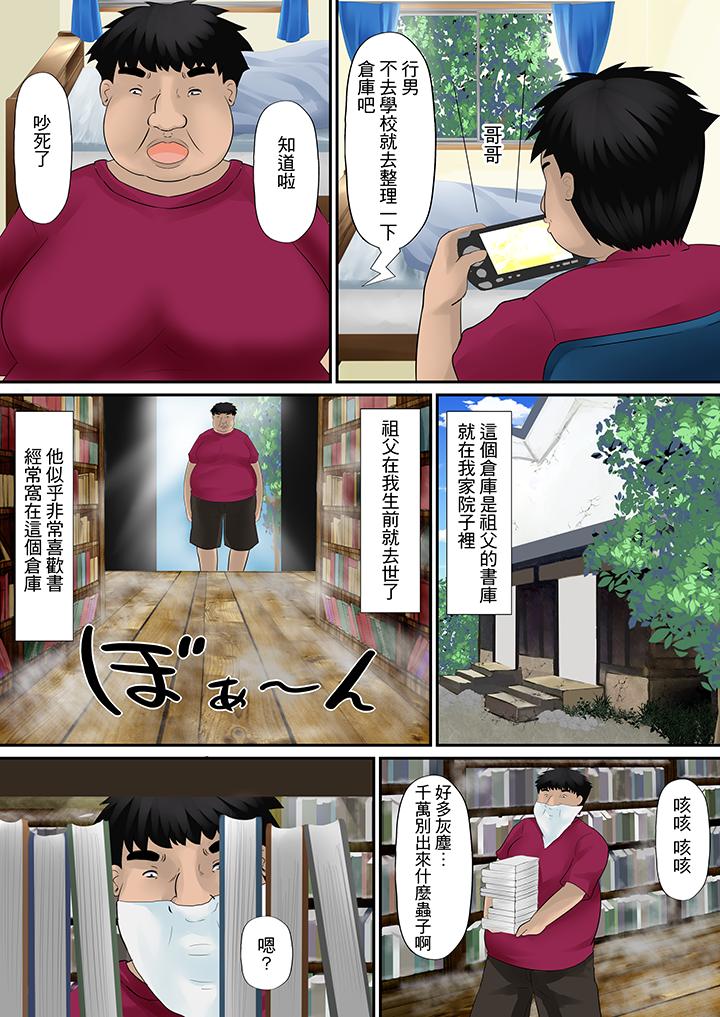 行男
不去學校就去整理一下
倉庫吧
哥哥
知道啦
吵死了
這個倉庫是祖父的書庫
就在我家院子裡
祖父在我生前就去世了
他似乎非常喜歡書
經常窩在這個倉庫
ぼぁ～ん
咳咳 咳咳
好多灰塵…
千萬別出來什麼蟲子啊
嗯？